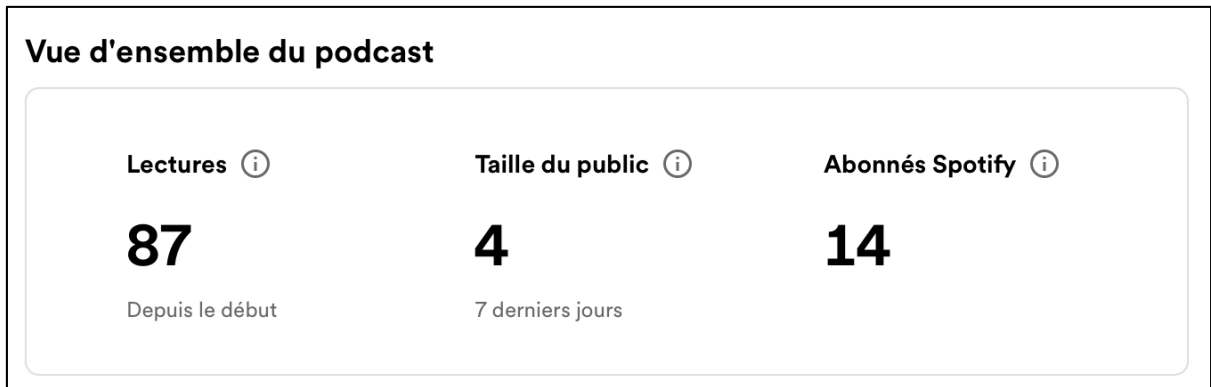 Vue d'ensemble du podcast
Lectures
Taille du public
Abonnés Spotify
87
4
14
Depuis le début
7 derniers jours